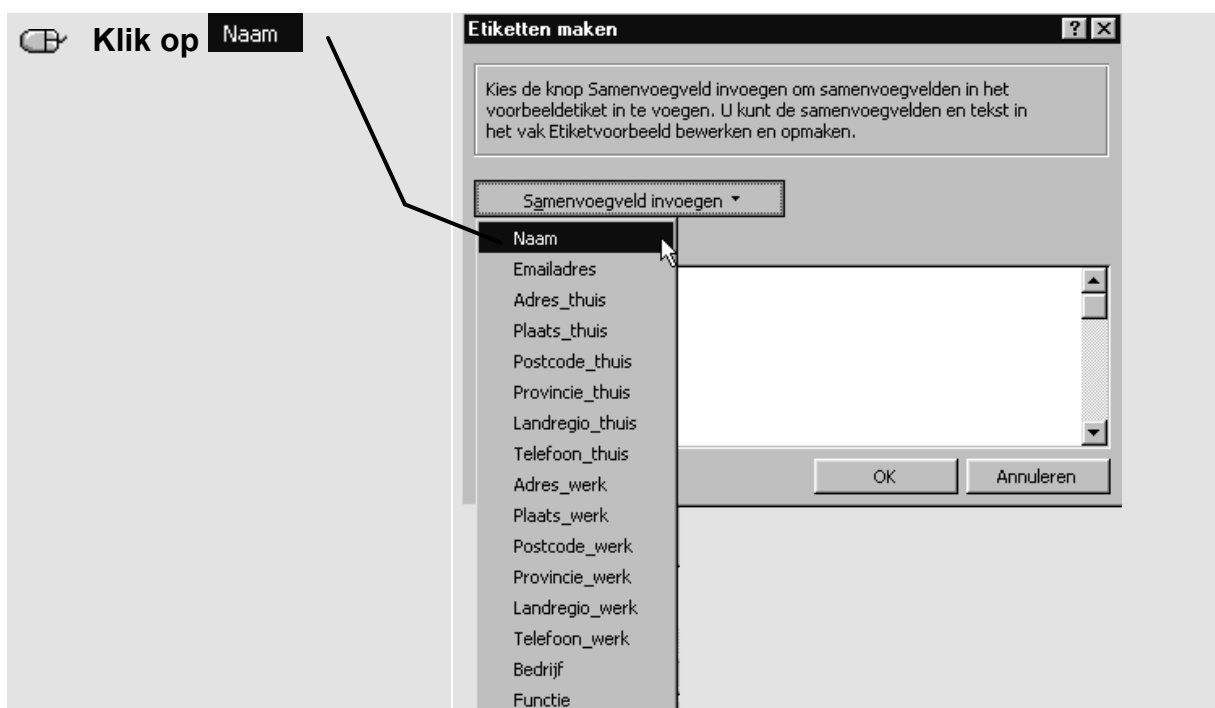 Klik op Naam
Etiketten maken
Kies de knop Samenvoegveld invoegen om samenvoegvelden in het
voorbeeldetiket in te voegen. U kunt de samenvoegvelden en tekst in
het vak Etiketvoorbeeld bewerken en opmaken.
Samenvoegveld invoegen
Naam
Emailadres
Adres_thuis
Plaats_thuis
Postcode_thuis
Provincie_thuis
Landregio_thuis
Telefoon_thuis
Adres_werk
Plaats_werk
Postcode_werk
Provincie_werk
Landregio_werk
Telefoon_werk
Bedrijf
Functie
OK
Annuleren